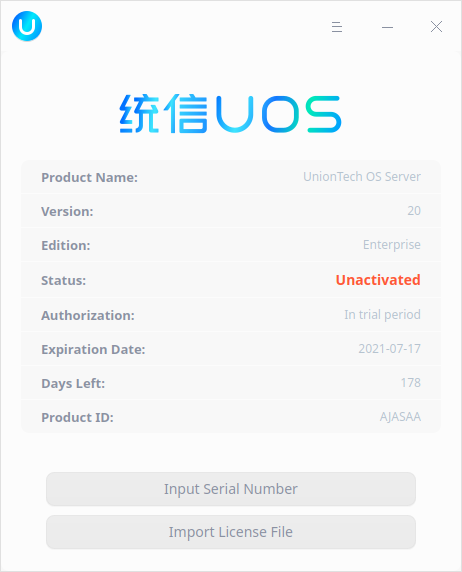 统信UOS
Product Name: UnionTech OS Server
Version: 20
Edition: Enterprise
Status: Unactivated
Authorization: In trial period
Expiration Date: 2021-07-17
Days Left: 178
Product ID: AJASAA
Input Serial Number
Import License File